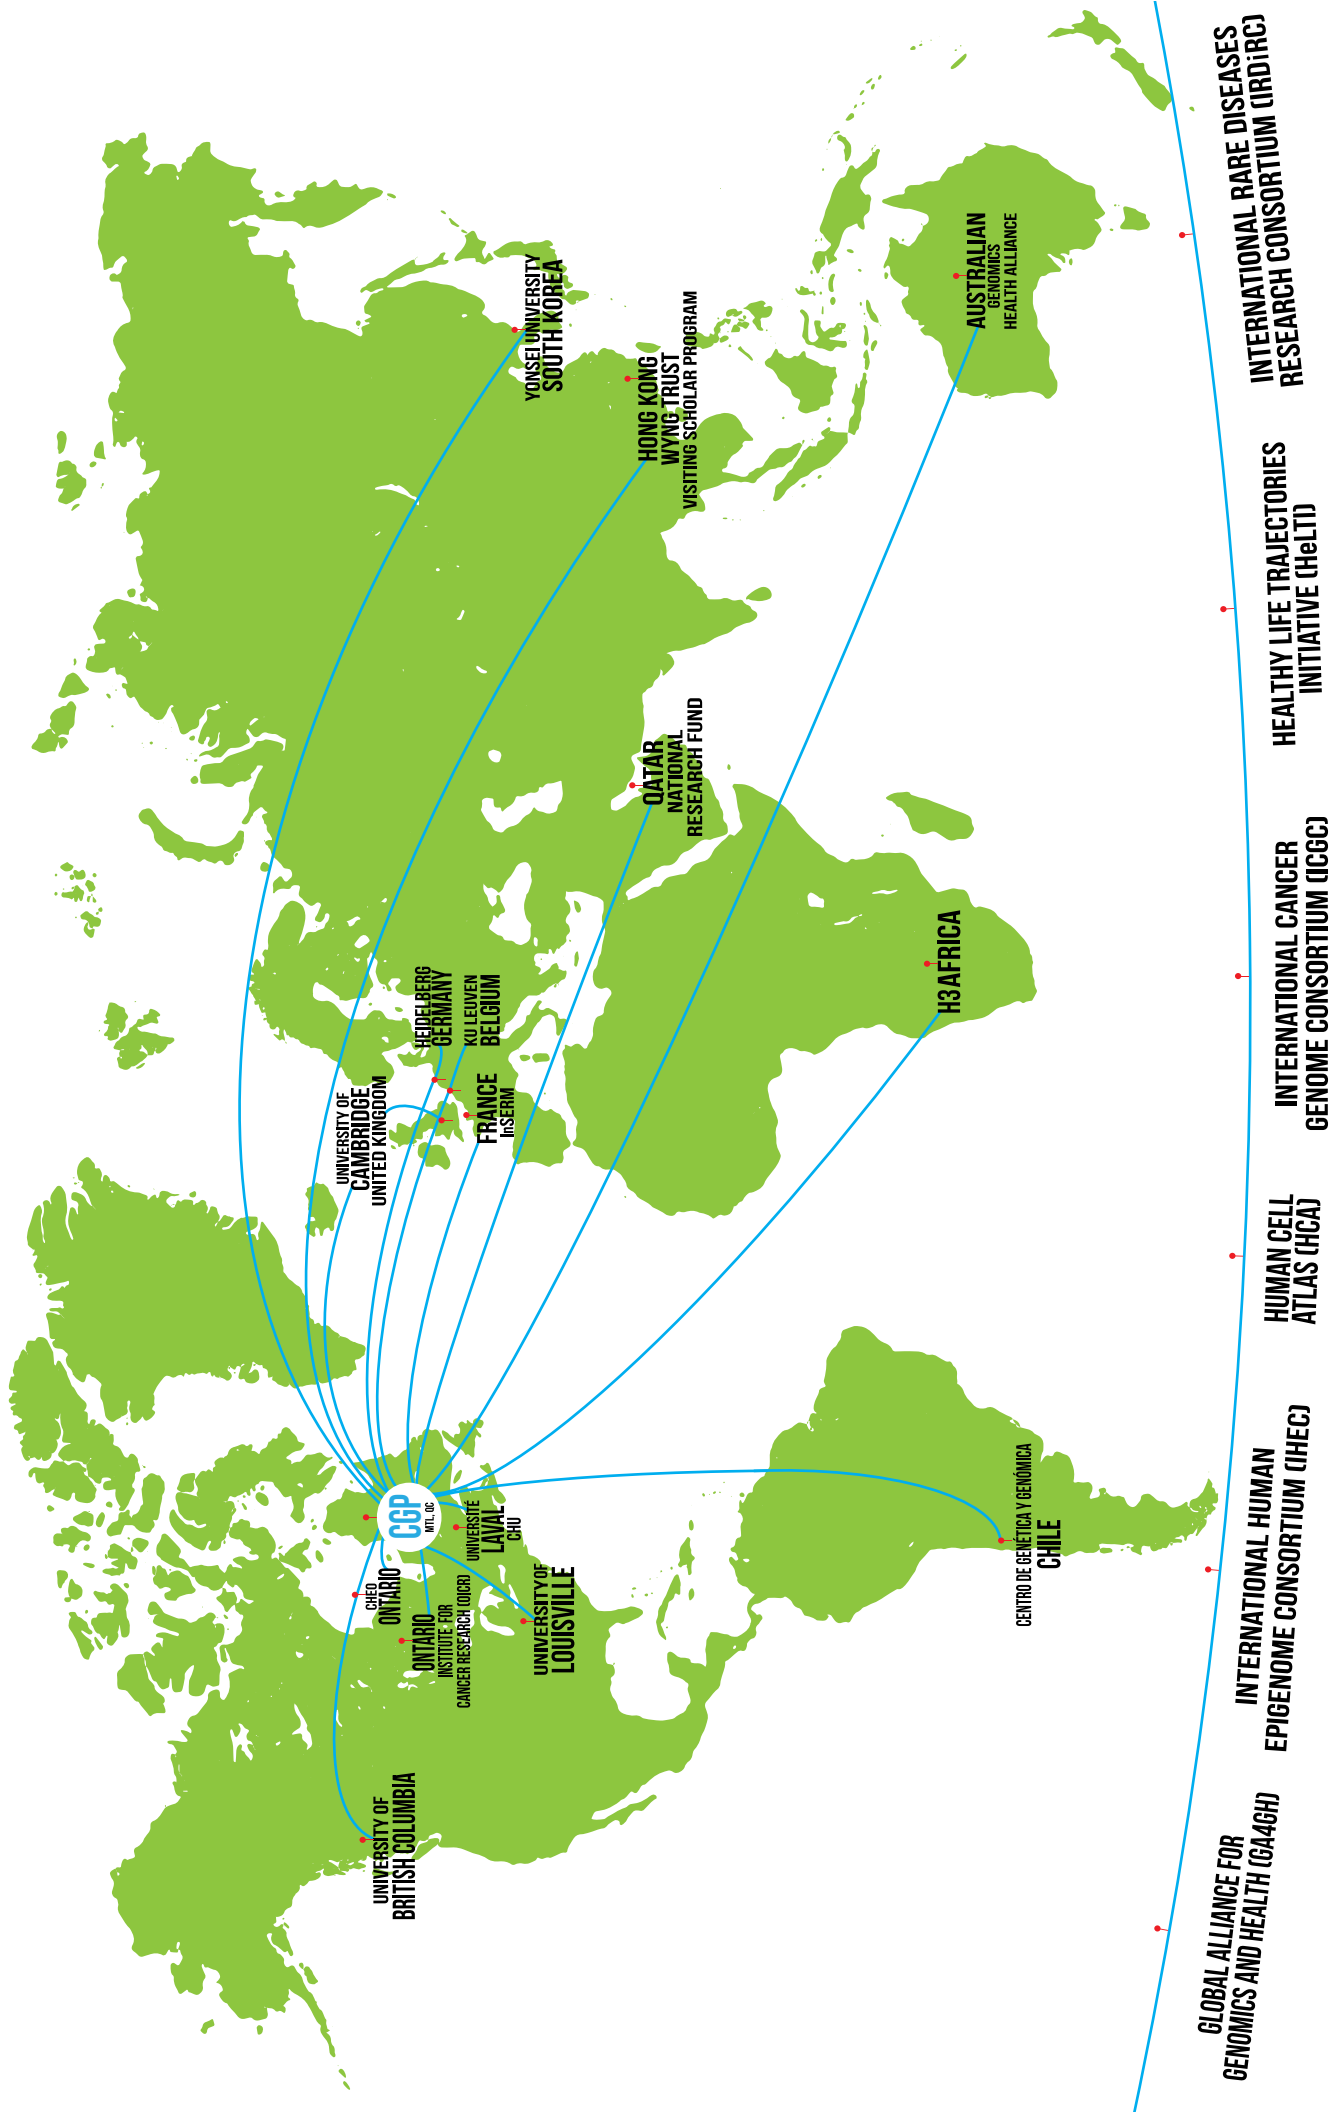 UNIVERSITY OF
BRITISH COLUMBIA
CHEO
ONTARIO
ONTARIO
INSTITUTE FOR
CANCER RESEARCH (OICR)
UNIVERSITY OF
LOUISVILLE
CGP
MTL, QC
UNIVERSITÉ
LAVAL
CHU
CENTRO DE GENÉTICA Y GENÓMICA
CHILE
UNIVERSITY OF
CAMBRIDGE
UNITED KINGDOM
HEIDELBERG
GERMANY
KU LEUVEN
BELGIUM
FRANCE
InSERM
H3AFRICA
QATAR
NATIONAL
RESEARCH FUND
YONSEI UNIVERSITY
SOUTH KOREA
HONG KONG
WYNG TRUST
VISITING SCHOLAR PROGRAM
AUSTRALIAN
GENOMICS
HEALTH ALLIANCE
GLOBAL ALLIANCE FOR
GENOMICS AND HEALTH (GA4GH)
INTERNATIONAL HUMAN
EPIGENOME CONSORTIUM (IHEC)
HUMAN CELL
ATLAS (HCA)
INTERNATIONAL CANCER
GENOME CONSORTIUM (ICGC)
HEALTHY LIFE TRAJECTORIES
INITIATIVE (HeLTI)
INTERNATIONAL RARE DISEASES
RESEARCH CONSORTIUM (IRDiRC)